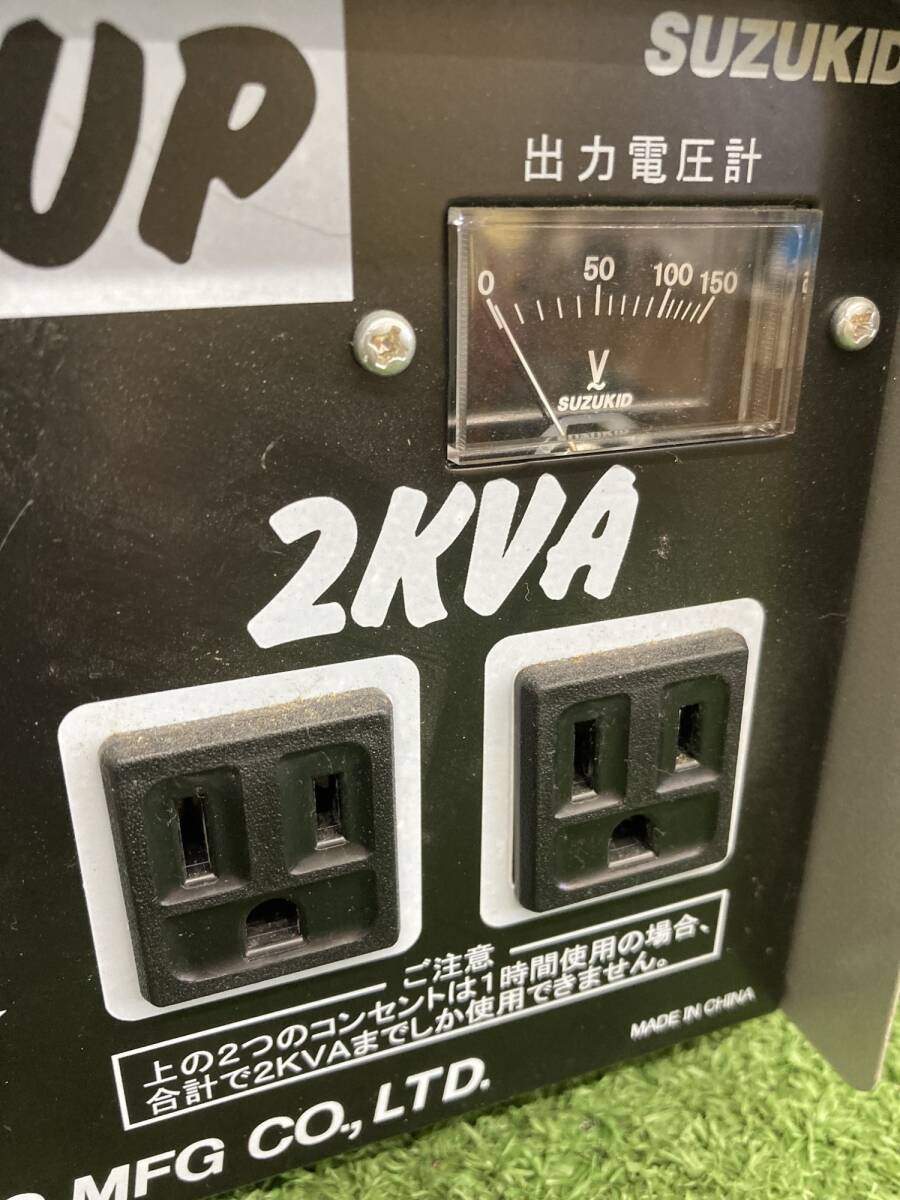 UP
SUZUKID
出力電圧計
0 50 100 150
V
SUZUKID
2KVA
ご注意
上の2つのコンセントは1時間使用の場合、
合計で2KVAまでしか使用できません。
MADE IN CHINA
MFG CO., LTD.